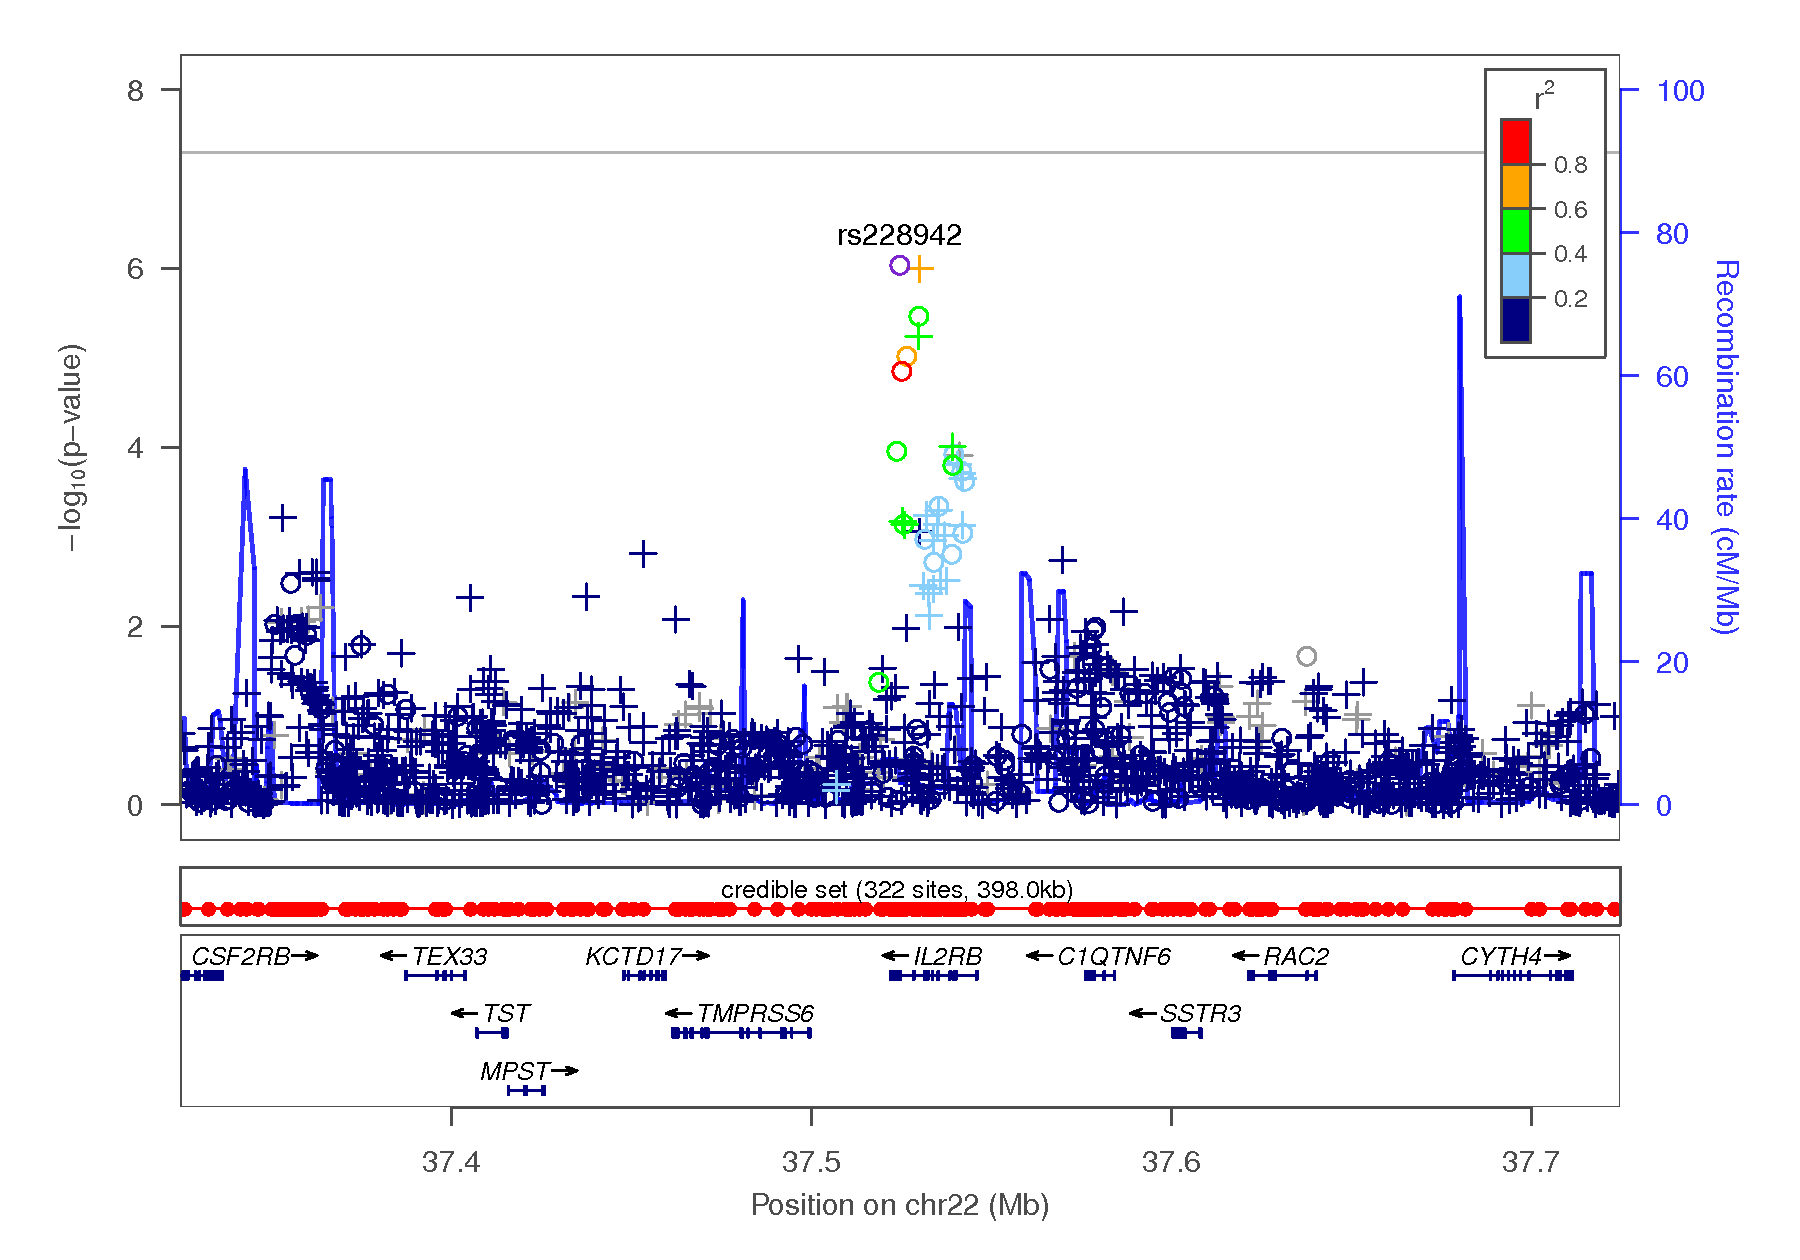 8
6
4
2
0
−log10(p−value)
rs228942
r2
0.8
0.6
0.4
0.2
100
80
60
40
20
0
Recombination rate (cM/Mb)
credible set (322 sites, 398.0kb)
CSF2RB→ ←TEX33 KCTD17→ ←IL2RB ←C1QTNF6 ←RAC2 CYTH4→
←TST ←TMPRSS6 ←SSTR3
MPST→
37.4 37.5 37.6 37.7
Position on chr22 (Mb)